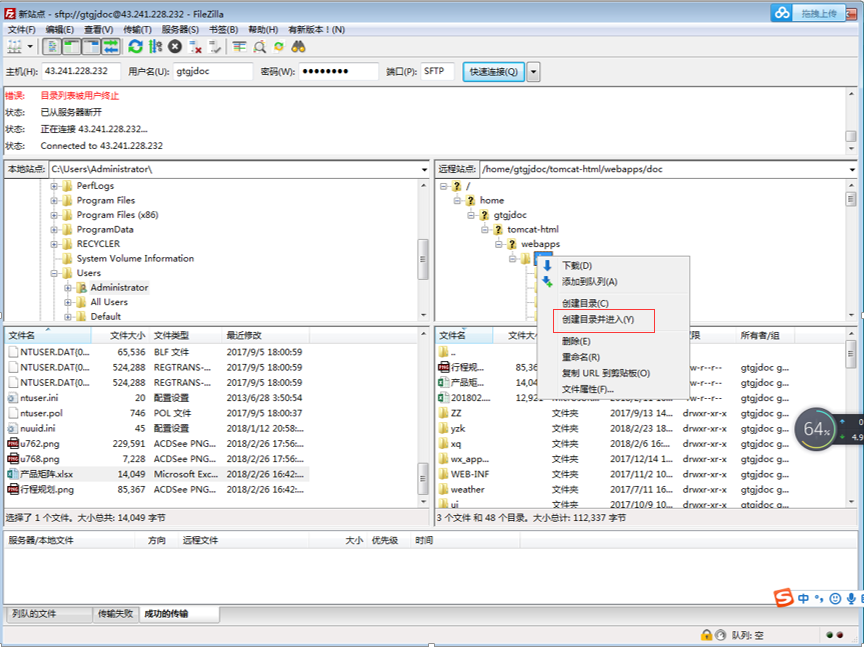 新站点 - sftp://gtgjdoc@43.241.228.232 - FileZilla
拖拽上传
文件(F) 编辑(E) 查看(V) 传输(T) 服务器(S) 书签(B) 帮助(H) 有新版本！(N)
主机(H): 43.241.228.232 用户名(U): gtgjdoc 密码(W): ●●●●●●●● 端口(P): SFTP 快速连接(Q)
错误: 目录列表被用户终止
状态: 已从服务器断开
状态: 正在连接 43.241.228.232...
状态: Connected to 43.241.228.232
本地站点: C:\Users\Administrator\
PerfLogs
Program Files
Program Files (x86)
ProgramData
RECYCLER
System Volume Information
Users
Administrator
All Users
Default
远程站点: /home/gtgjdoc/tomcat-html/webapps/doc
/
home
gtgjdoc
tomcat-html
webapps
下载(D)
添加到队列(A)
创建目录(C)
创建目录并进入(Y)
删除(E)
重命名(R)
复制 URL 到剪贴板(O)
文件属性(F)...
文件名 文件大小 文件类型 最近修改
NTUSER.DAT{0... 65,536 BLF 文件 2017/9/5 18:00:59
NTUSER.DAT{0... 524,288 REGTRANS-... 2017/9/5 18:00:59
NTUSER.DAT{0... 524,288 REGTRANS-... 2017/9/5 18:00:59
ntuser.ini 20 配置设置 2013/6/28 3:50:54
ntuser.pol 746 POL 文件 2017/9/5 18:00:37
nuuid.ini 45 配置设置 2018/1/12 20:58:...
u762.png 229,591 ACDSee PNG... 2018/2/26 17:56:...
u768.png 7,228 ACDSee PNG... 2018/2/26 17:56:...
产品矩阵.xlsx 14,049 Microsoft Exc... 2018/2/26 16:42:...
行程规划.png 85,367 ACDSee PNG... 2018/2/26 16:42:...
选择了 1 个文件。大小总共: 14,049 字节
文件名 文件大 限 所有者/组
..
行程规... 85,36 w-r--r-- gtgjdoc g...
产品矩... 14,04 w-r--r-- gtgjdoc g...
201802... 12,92 gtgjdoc g...
ZZ 文件夹 2017/9/13 14... drwxr-xr-x gtgjdoc g...
yzk 文件夹 2018/2/23 18... drwxr-xr-x gtgjdoc g...
xq 文件夹 2018/2/6 16:... drwxr-xr-x gtgjdoc g...
wx_app... 文件夹 2017/12/14 1... drwxr-xr-x gtgjdoc g...
WEB-INF 文件夹 2017/11/2 10... drwxr-xr-x gtgjdoc g...
weather 文件夹 2017/7/11 16... drwxr-xr-x gtgjdoc g...
ui 文件夹 2017/10/9 10... drwxr-xr-x gtgjdoc g...
3 个文件 和 48 个目录。大小总计: 112,337 字节
64%
0
4.9
服务器/本地文件 方向 远程文件 大小 优先级 时间
中
列队的文件 传输失败 成功的传输
队列: 空